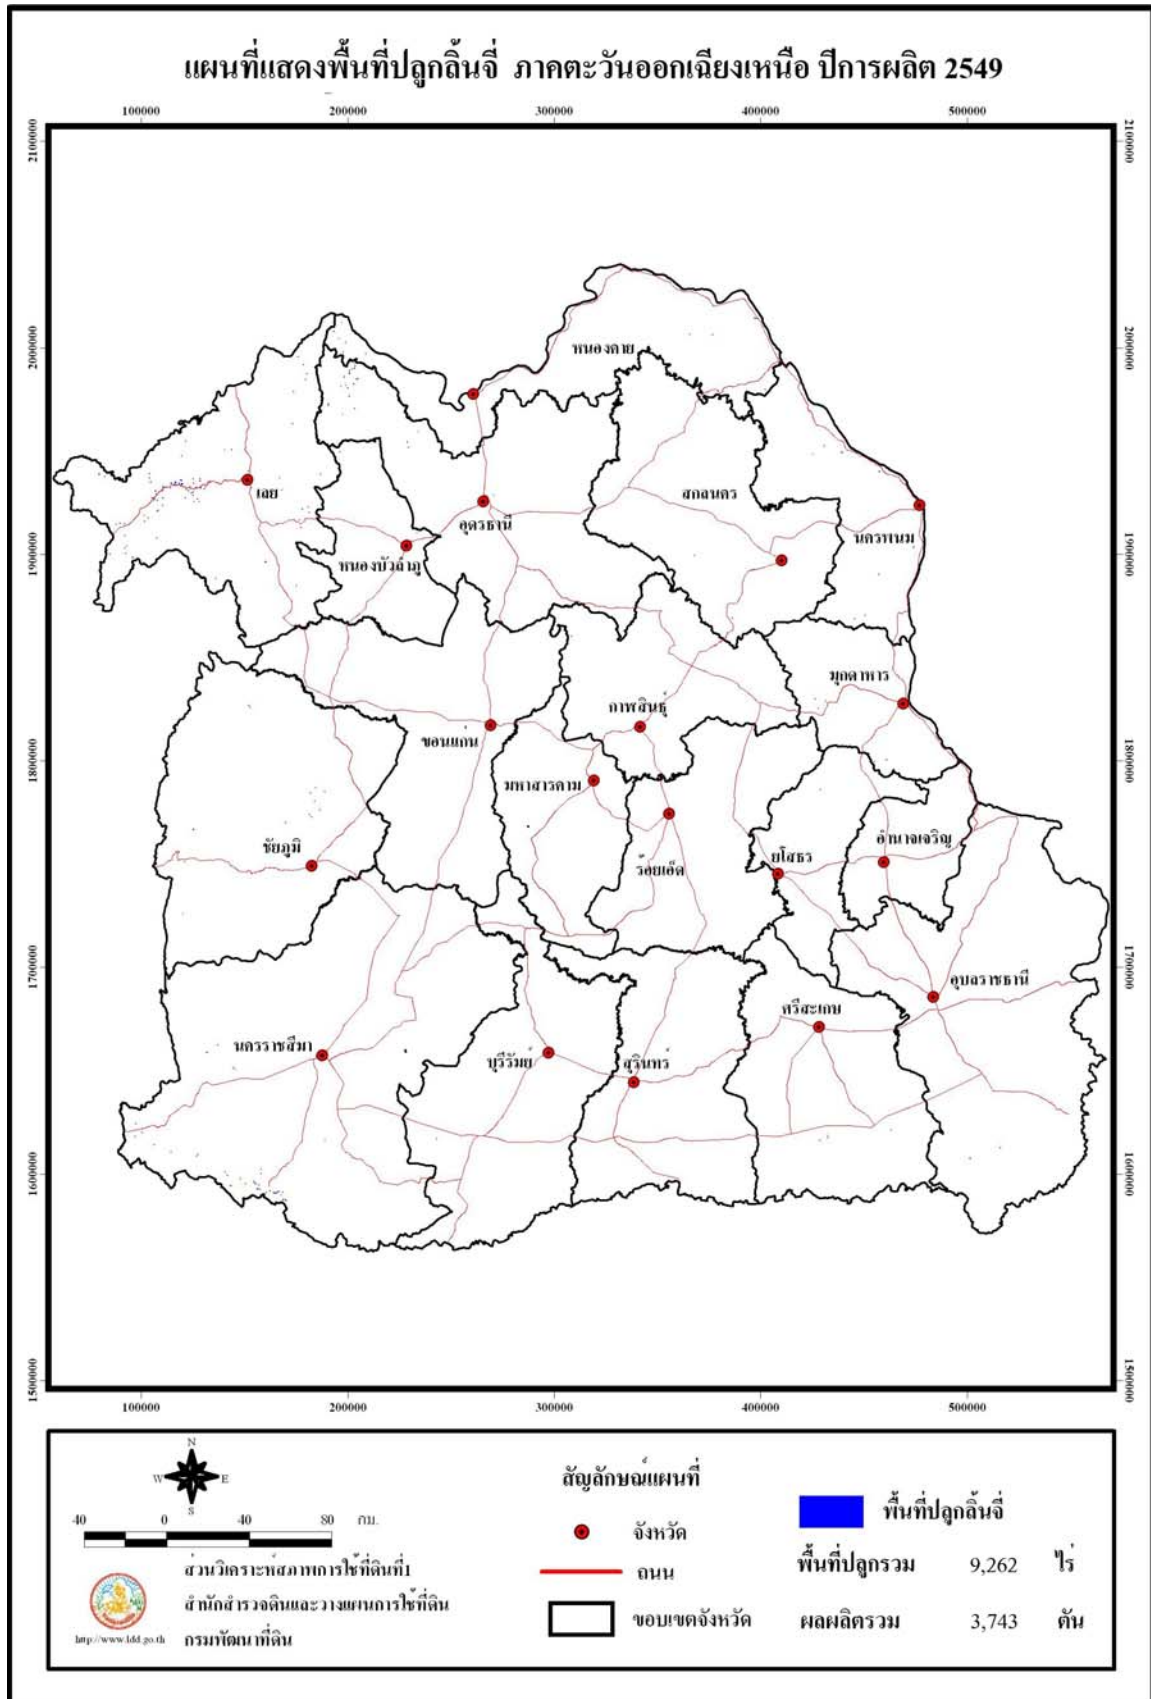 แผนที่แสดงพื้นที่ปลูกลิ้นจี่ ภาคตะวันออกเฉียงเหนือ ปีการผลิต 2549
100000 200000 300000 400000 500000
2100000 2100000
2000000 2000000
1900000 1900000
1800000 1800000
1700000 1700000
1600000 1600000
1500000 1500000
หนองคาย
เลย
สกลนคร
อุดรธานี
นครพนม
หนองบัวลำภู
มุกดาหาร
กาฬสินธุ์
ขอนแก่น
มหาสารคาม
ชัยภูมิ
อำนาจเจริญ
ยโสธร
ร้อยเอ็ด
อุบลราชธานี
ศรีสะเกษ
นครราชสีมา
บุรีรัมย์
สุรินทร์
100000 200000 300000 400000 500000
N
W E
S
40 0 40 80 กม.
ส่วนวิเคราะห์สภาพการใช้ที่ดินที่1
สำนักสำรวจดินและวางแผนการใช้ที่ดิน
กรมพัฒนาที่ดิน
http://www.ldd.go.th
สัญลักษณ์แผนที่
จังหวัด
ถนน
ขอบเขตจังหวัด
พื้นที่ปลูกลิ้นจี่
พื้นที่ปลูกรวม 9,262 ไร่
ผลผลิตรวม 3,743 ตัน